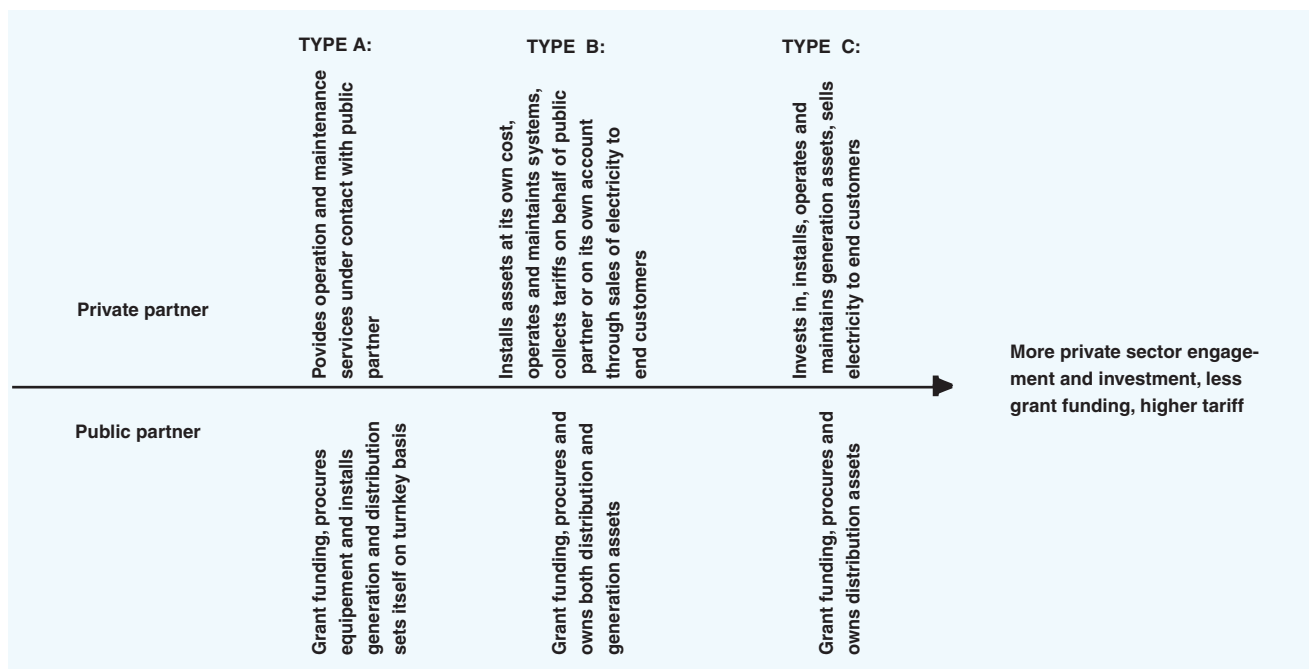 TYPE A:
TYPE B:
TYPE C:
Private partner
Povides operation and maintenance
services under contact with public
partner
Installs assets at its own cost,
operates and maintains systems,
collects tariffs on behalf of public
partner or on its own account
through sales of electricity to
end customers
Invests in, installs, operates and
maintains generation assets, sells
electricity to end customers
More private sector engage-
ment and investment, less
grant funding, higher tariff
Public partner
Grant funding, procures
equipement and installs
generation and distribution
sets itself on turnkey basis
Grant funding, procures and
owns both distribution and
generation assets
Grant funding, procures and
owns distribution assets